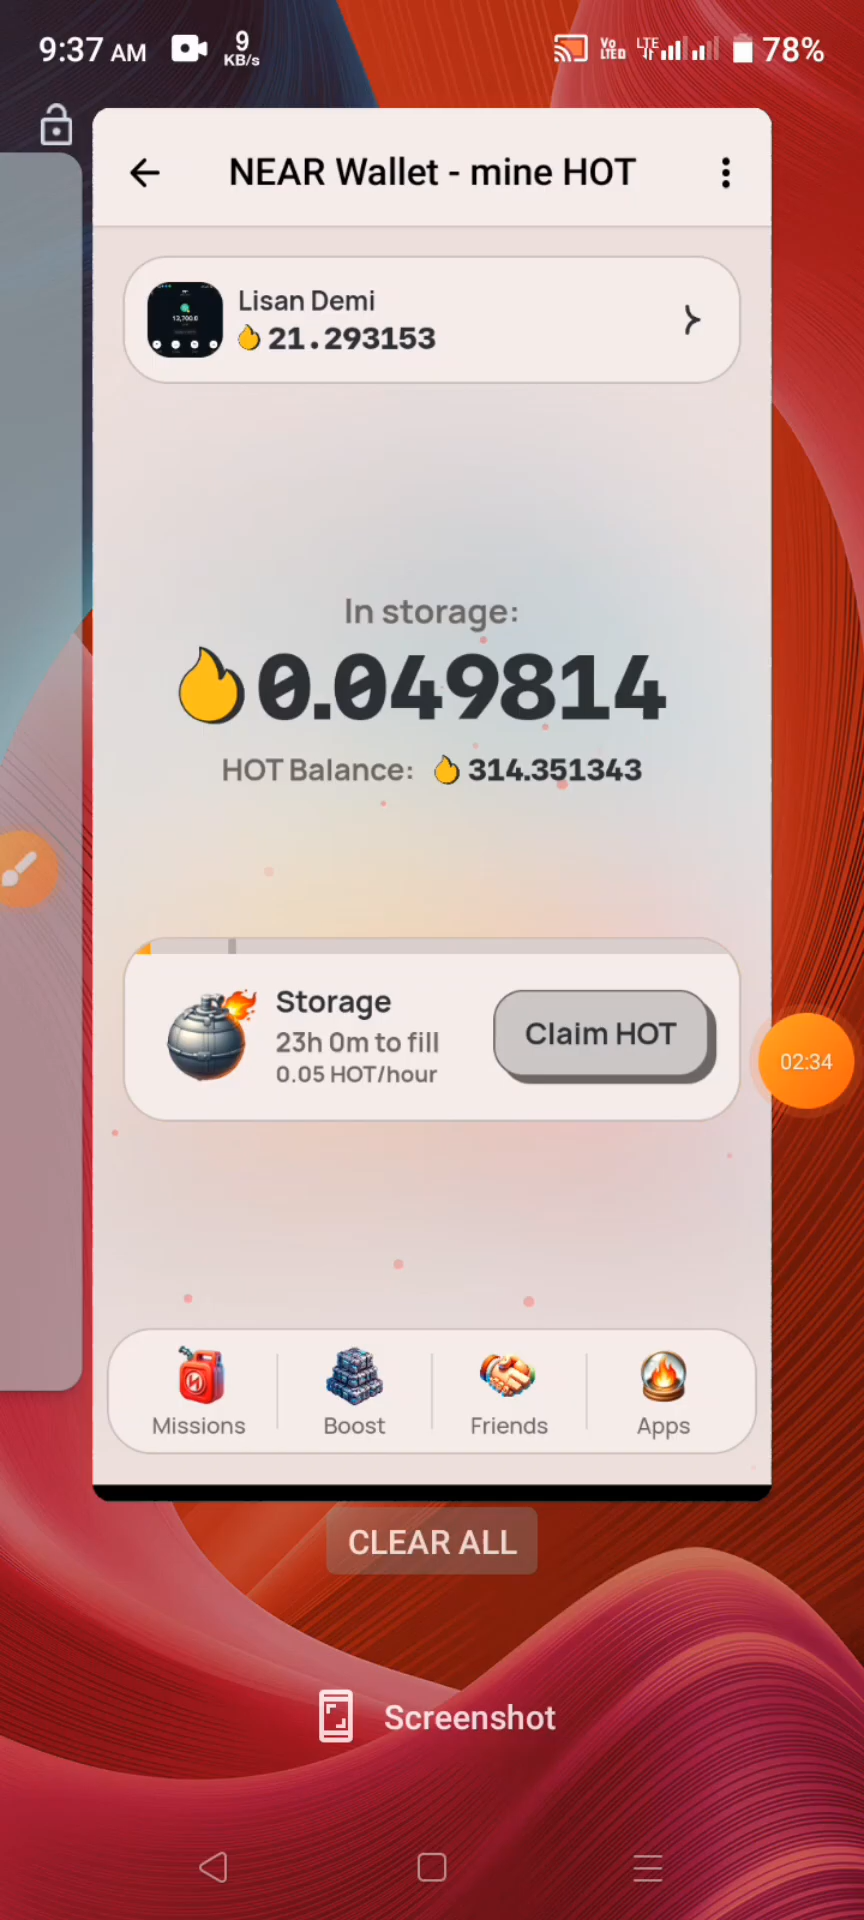 9:37 AM
9
KB/s
Vo
LTED
LTE
78%
NEAR Wallet - mine HOT
Lisan Demi
21.293153
In storage:
0.049814
HOT Balance: 314.351343
Storage
23h 0m to fill
0.05 HOT/hour
Claim HOT
02:34
Missions
Boost
Friends
Apps
CLEAR ALL
Screenshot